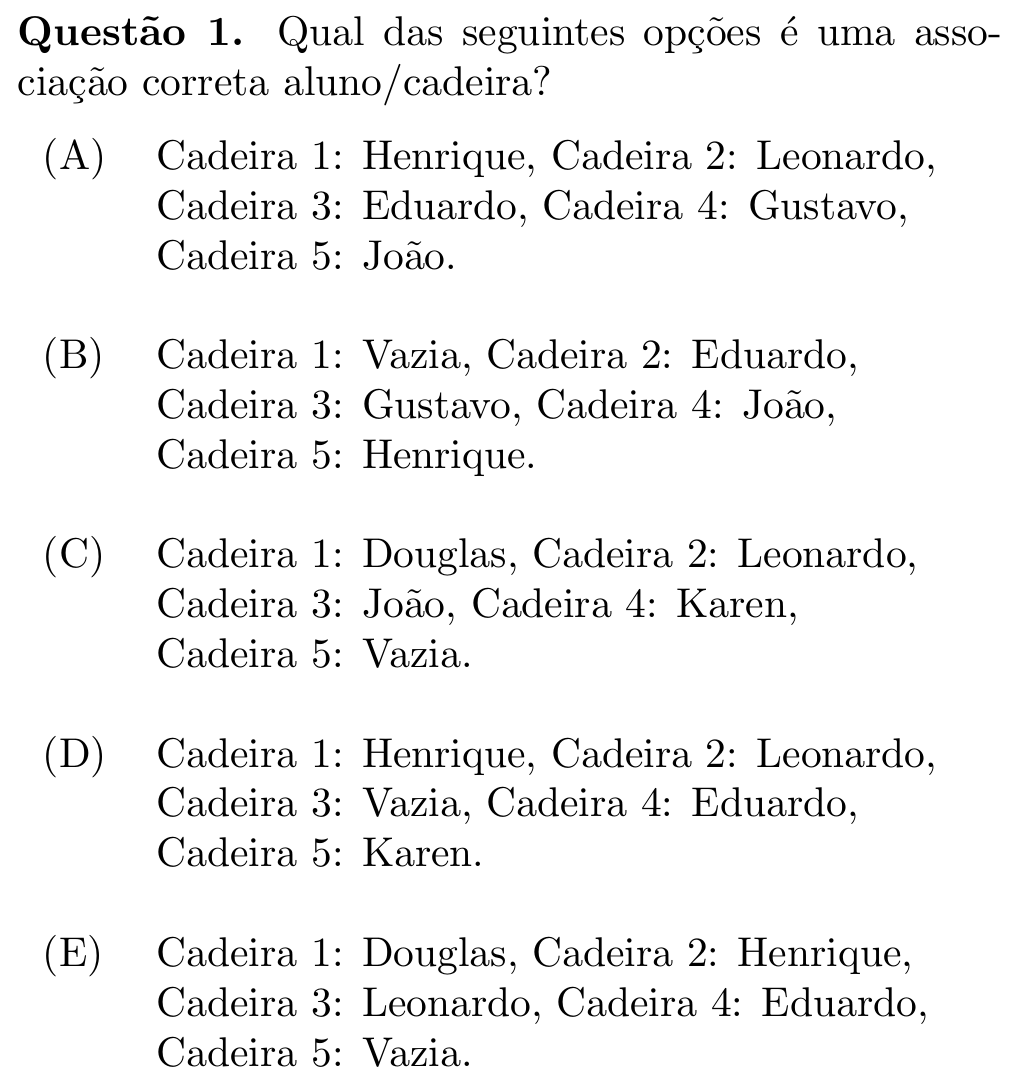 Questão 1. Qual das seguintes opções é uma asso-
ciação correta aluno/cadeira?
(A) Cadeira 1: Henrique, Cadeira 2: Leonardo,
Cadeira 3: Eduardo, Cadeira 4: Gustavo,
Cadeira 5: João.
(B) Cadeira 1: Vazia, Cadeira 2: Eduardo,
Cadeira 3: Gustavo, Cadeira 4: João,
Cadeira 5: Henrique.
(C) Cadeira 1: Douglas, Cadeira 2: Leonardo,
Cadeira 3: João, Cadeira 4: Karen,
Cadeira 5: Vazia.
(D) Cadeira 1: Henrique, Cadeira 2: Leonardo,
Cadeira 3: Vazia, Cadeira 4: Eduardo,
Cadeira 5: Karen.
(E) Cadeira 1: Douglas, Cadeira 2: Henrique,
Cadeira 3: Leonardo, Cadeira 4: Eduardo,
Cadeira 5: Vazia.